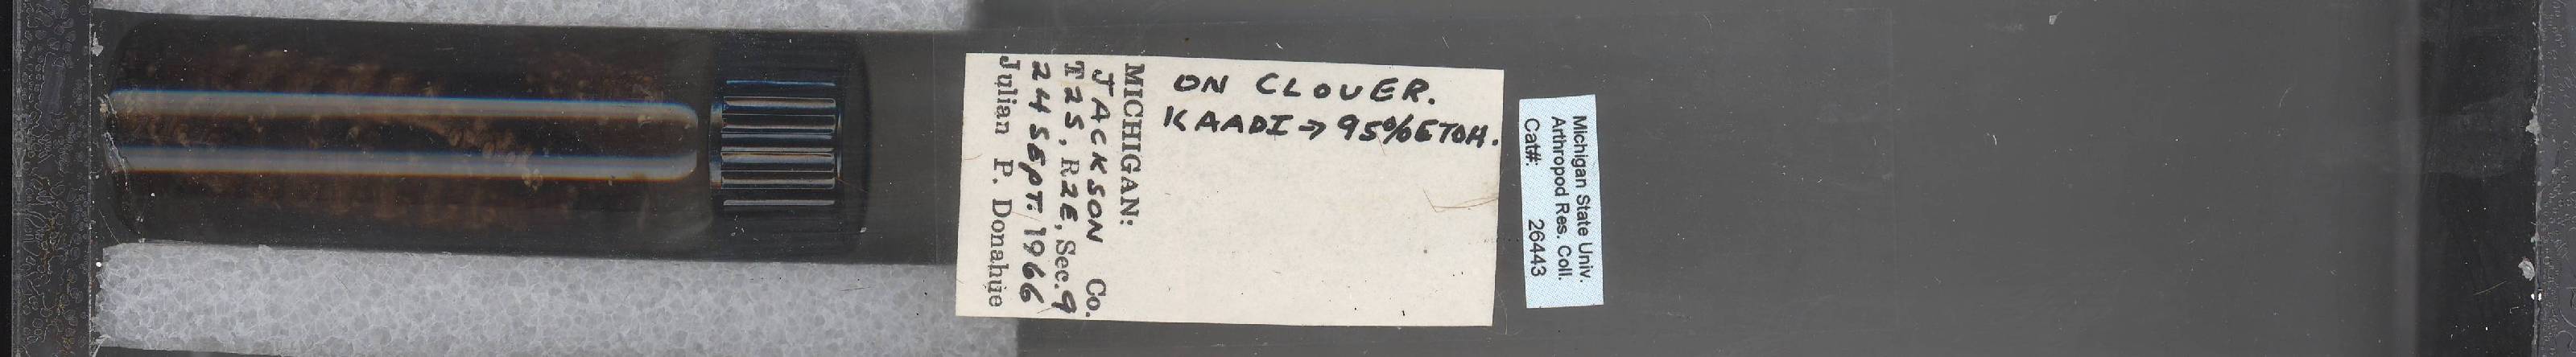 MICHIGAN:
JACKSON Co.
T2S, R2E, Sec. 9
24 SEPT. 1966
Julian P. Donahue
ON CLOVER.
KAADI → 95% ETOH.
Michigan State Univ.
Arthropod Res. Coll.
Cat#: 26443